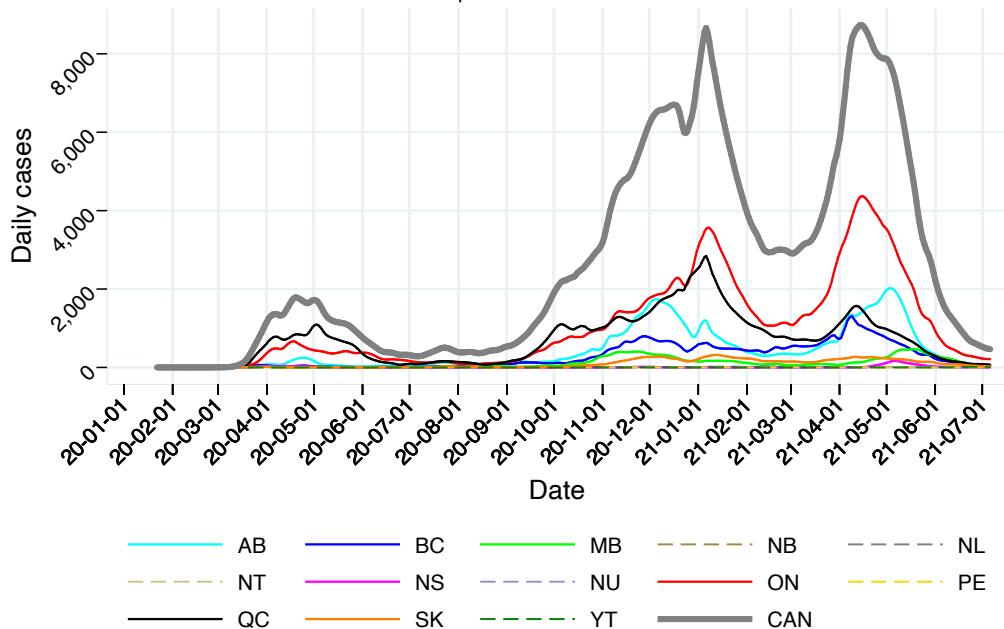 Daily cases
8,000
6,000
4,000
2,000
0
20-01-01 20-02-01 20-03-01 20-04-01 20-05-01 20-06-01 20-07-01 20-08-01 20-09-01 20-10-01 20-11-01 20-12-01 21-01-01 21-02-01 21-03-01 21-04-01 21-05-01 21-06-01 21-07-01
Date
AB BC MB NB NL
NT NS NU ON PE
QC SK YT CAN